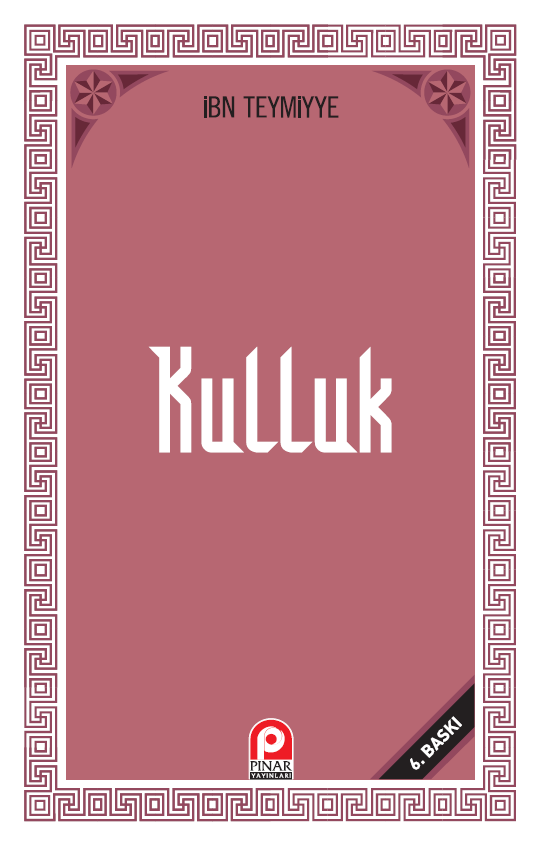 İBN TEYMİYYE
Kulluk
6. BASKI
PINAR
YAYINLARI